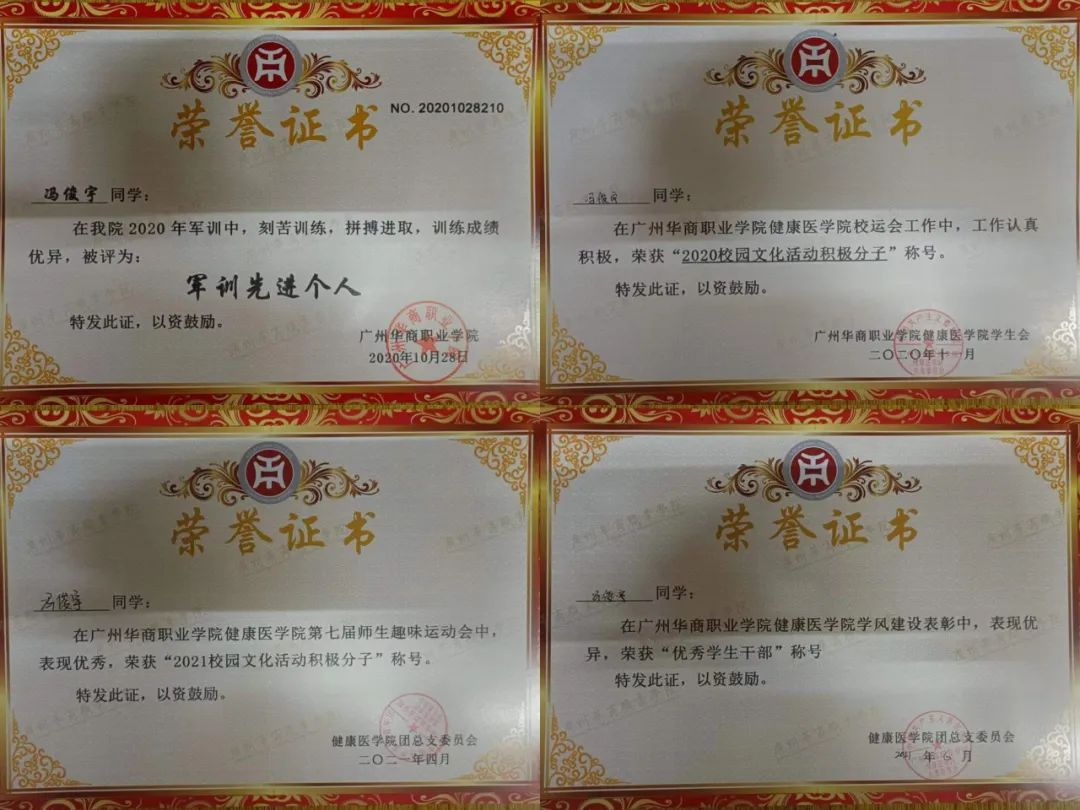 荣誉证书
NO. 20201028210
冯俊宇 同学：
在我院2020年军训中，刻苦训练，拼搏进取，训练成绩
优异，被评为：
军训先进个人
特发此证，以资鼓励。
广州华商职业学院
2020年10月28日
荣誉证书
冯俊宇 同学：
在广州华商职业学院健康医学院校运会工作中，工作认真
积极，荣获“2020校园文化活动积极分子”称号。
特发此证，以资鼓励。
广州华商职业学院健康医学院学生会
二〇二〇年十一月
荣誉证书
冯俊宇 同学：
在广州华商职业学院健康医学院第七届师生趣味运动会中，
表现优秀，荣获“2021校园文化活动积极分子”称号。
特发此证，以资鼓励。
健康医学院团总支委员会
二〇二一年四月
荣誉证书
冯俊宇 同学：
在广州华商职业学院健康医学院学风建设表彰中，表现优
异，荣获“优秀学生干部”称号
特发此证，以资鼓励。
健康医学院团总支委员会
2021年 月